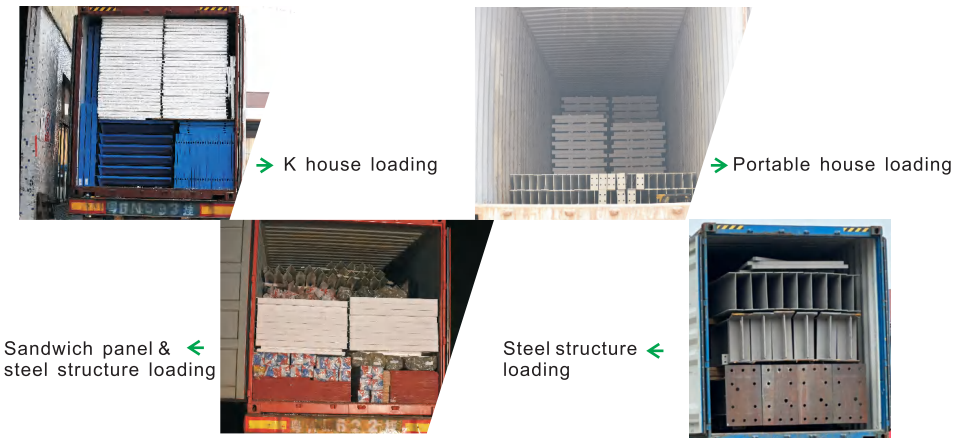 K house loading
Portable house loading
Sandwich panel &
steel structure loading
Steel structure
loading